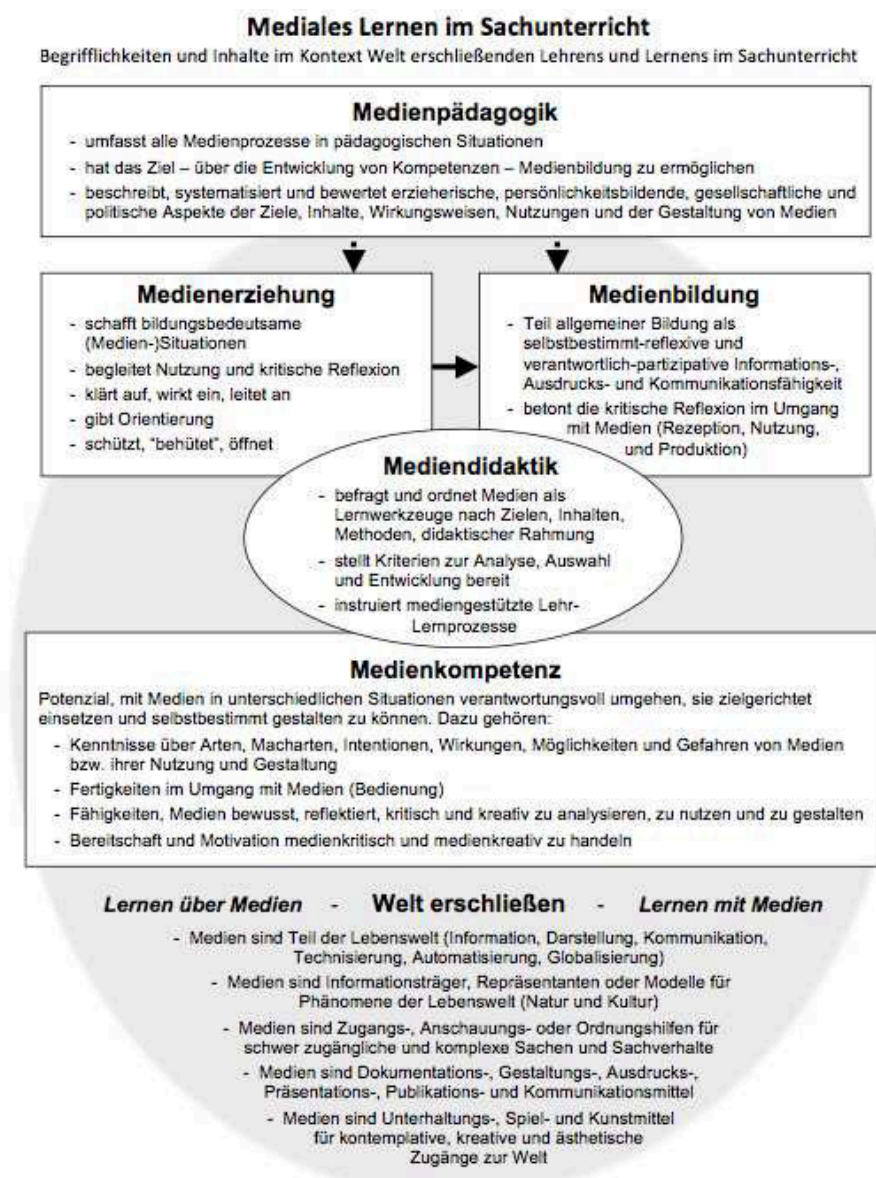 Mediales Lernen im Sachunterricht
Begrifflichkeiten und Inhalte im Kontext Welt erschließenden Lehrens und Lernens im Sachunterricht
Medienpädagogik
- umfasst alle Medienprozesse in pädagogischen Situationen
- hat das Ziel – über die Entwicklung von Kompetenzen – Medienbildung zu ermöglichen
- beschreibt, systematisiert und bewertet erzieherische, persönlichkeitsbildende, gesellschaftliche und
politische Aspekte der Ziele, Inhalte, Wirkungsweisen, Nutzungen und der Gestaltung von Medien
Medienerziehung
- schafft bildungsbedeutsame
(Medien-)Situationen
- begleitet Nutzung und kritische Reflexion
- klärt auf, wirkt ein, leitet an
- gibt Orientierung
- schützt, "behütet", öffnet
Medienbildung
- Teil allgemeiner Bildung als
selbstbestimmt-reflexive und
verantwortlich-partizipative Informations-,
Ausdrucks- und Kommunikationsfähigkeit
- betont die kritische Reflexion im Umgang
mit Medien (Rezeption, Nutzung,
und Produktion)
Mediendidaktik
- befragt und ordnet Medien als
Lernwerkzeuge nach Zielen, Inhalten,
Methoden, didaktischer Rahmung
- stellt Kriterien zur Analyse, Auswahl
und Entwicklung bereit
- instruiert mediengestützte Lehr-
Lernprozesse
Medienkompetenz
Potenzial, mit Medien in unterschiedlichen Situationen verantwortungsvoll umgehen, sie zielgerichtet
einsetzen und selbstbestimmt gestalten zu können. Dazu gehören:
- Kenntnisse über Arten, Macharten, Intentionen, Wirkungen, Möglichkeiten und Gefahren von Medien
bzw. ihrer Nutzung und Gestaltung
- Fertigkeiten im Umgang mit Medien (Bedienung)
- Fähigkeiten, Medien bewusst, reflektiert, kritisch und kreativ zu analysieren, zu nutzen und zu gestalten
- Bereitschaft und Motivation medienkritisch und medienkreativ zu handeln
Lernen über Medien - Welt erschließen - Lernen mit Medien
- Medien sind Teil der Lebenswelt (Information, Darstellung, Kommunikation,
Technisierung, Automatisierung, Globalisierung)
- Medien sind Informationsträger, Repräsentanten oder Modelle für
Phänomene der Lebenswelt (Natur und Kultur)
- Medien sind Zugangs-, Anschauungs- oder Ordnungshilfen für
schwer zugängliche und komplexe Sachen und Sachverhalte
- Medien sind Dokumentations-, Gestaltungs-, Ausdrucks-,
Präsentations-, Publikations- und Kommunikationsmittel
- Medien sind Unterhaltungs-, Spiel- und Kunstmittel
für kontemplative, kreative und ästhetische
Zugänge zur Welt